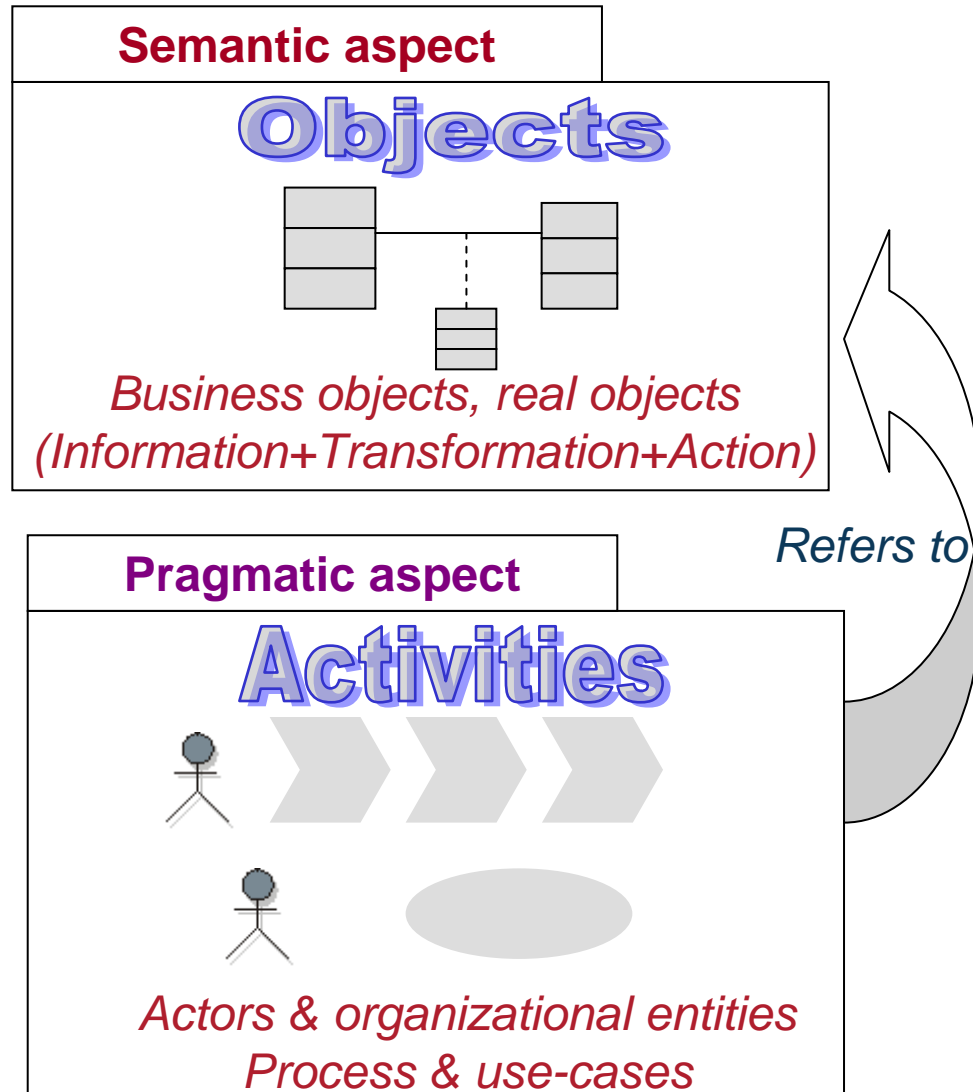 Semantic aspect
Objects
Business objects, real objects
(Information+Transformation+Action)
Refers to
Pragmatic aspect
Activities
Actors & organizational entities
Process & use-cases